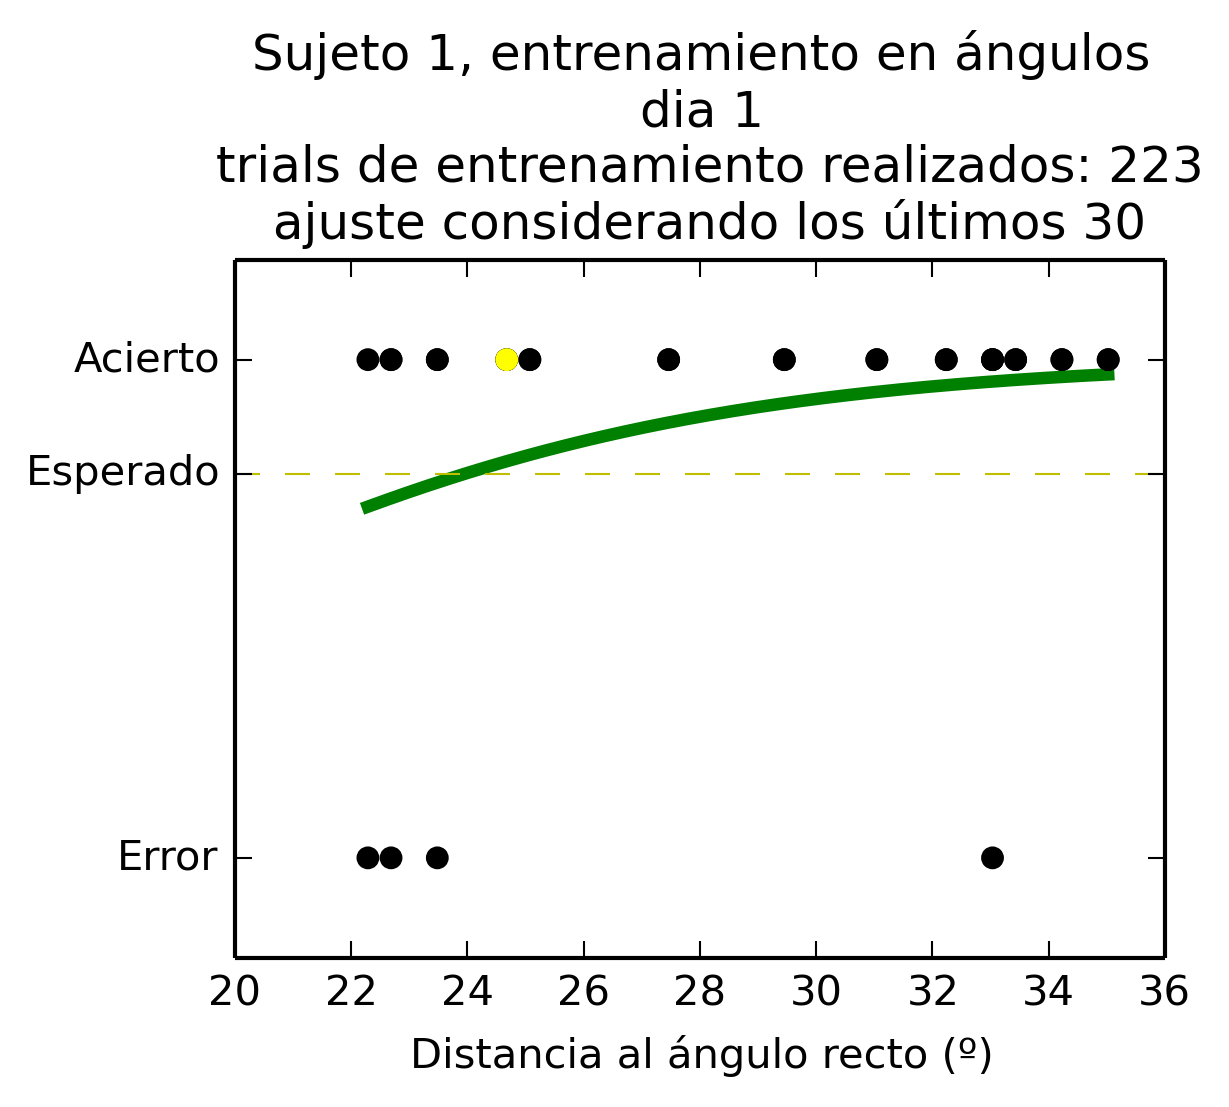 Sujeto 1, entrenamiento en ángulos
dia 1
trials de entrenamiento realizados: 223
ajuste considerando los últimos 30
Acierto
Esperado
Error
20 22 24 26 28 30 32 34 36
Distancia al ángulo recto (º)